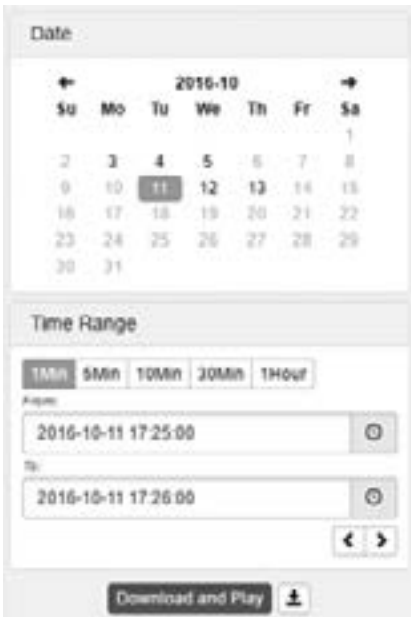 Date
2016-10
Su Mo Tu We Th Fr Sa
1
2 3 4 5 6 7 8
9 10 11 12 13 14 15
16 17 18 19 20 21 22
23 24 25 26 27 28 29
30 31
Time Range
1Min 5Min 10Min 30Min 1Hour
From:
2016-10-11 17:25:00
To:
2016-10-11 17:26:00
Download and Play